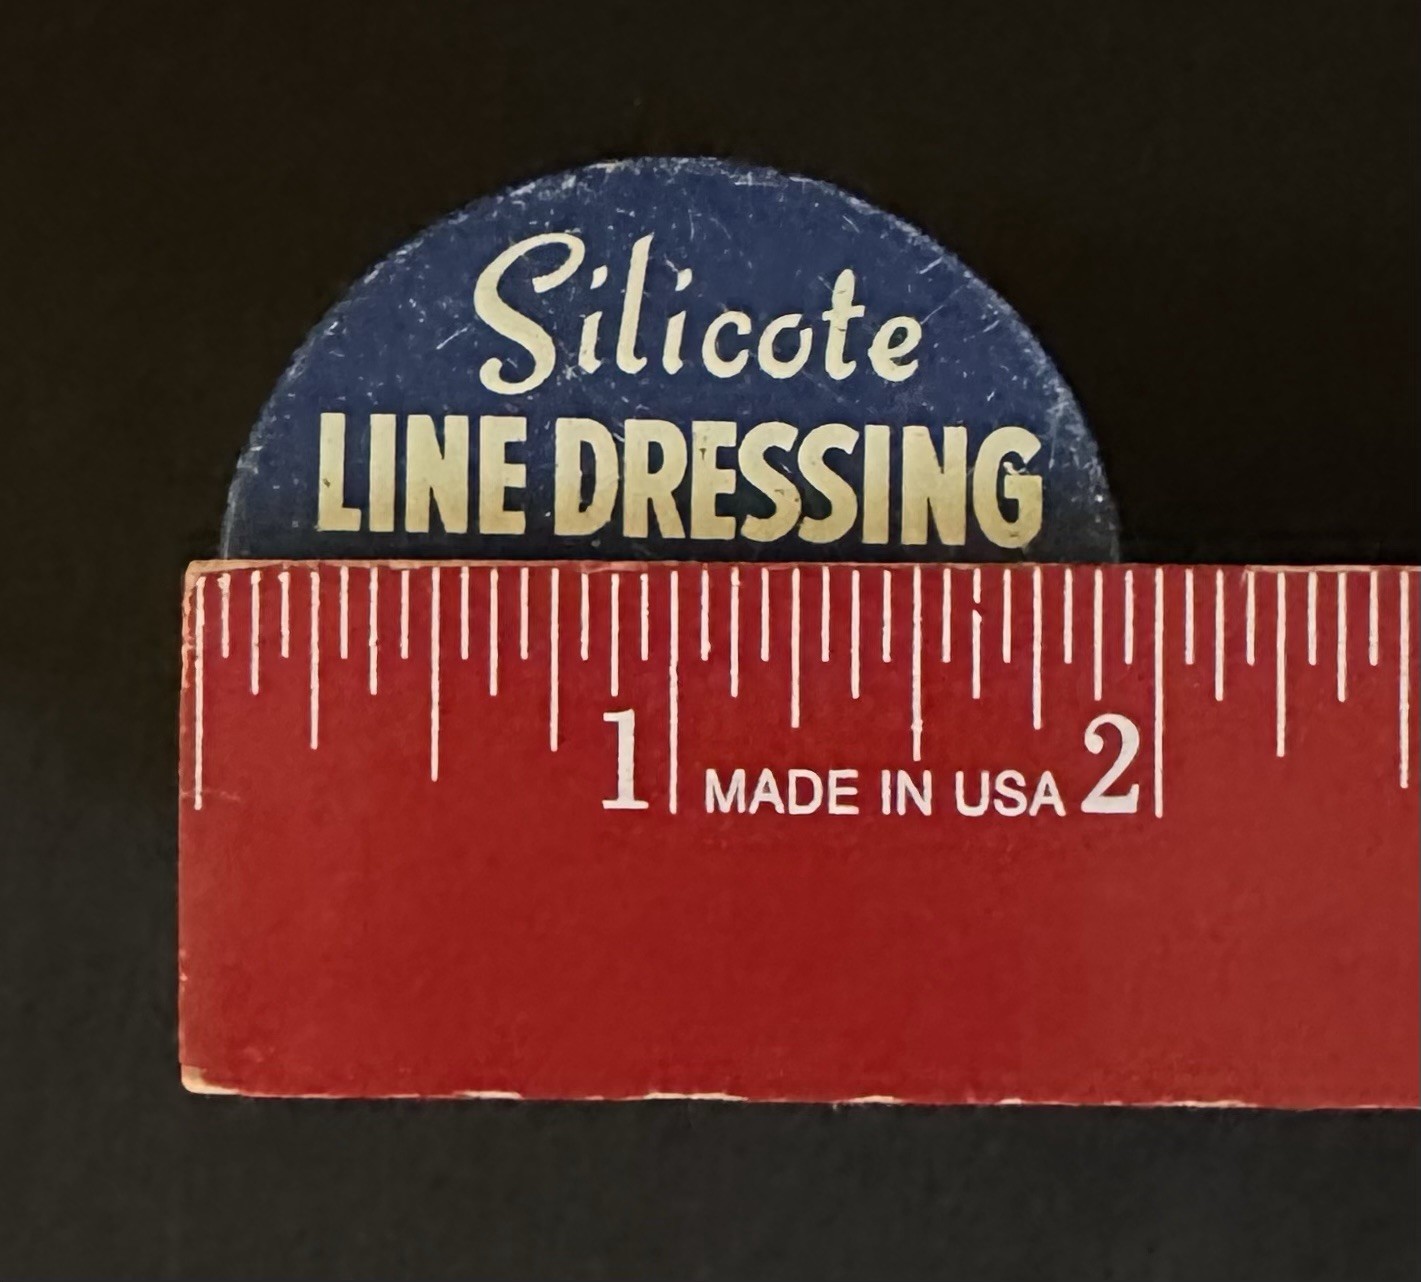 Silicote
LINE DRESSING
1 MADE IN USA 2